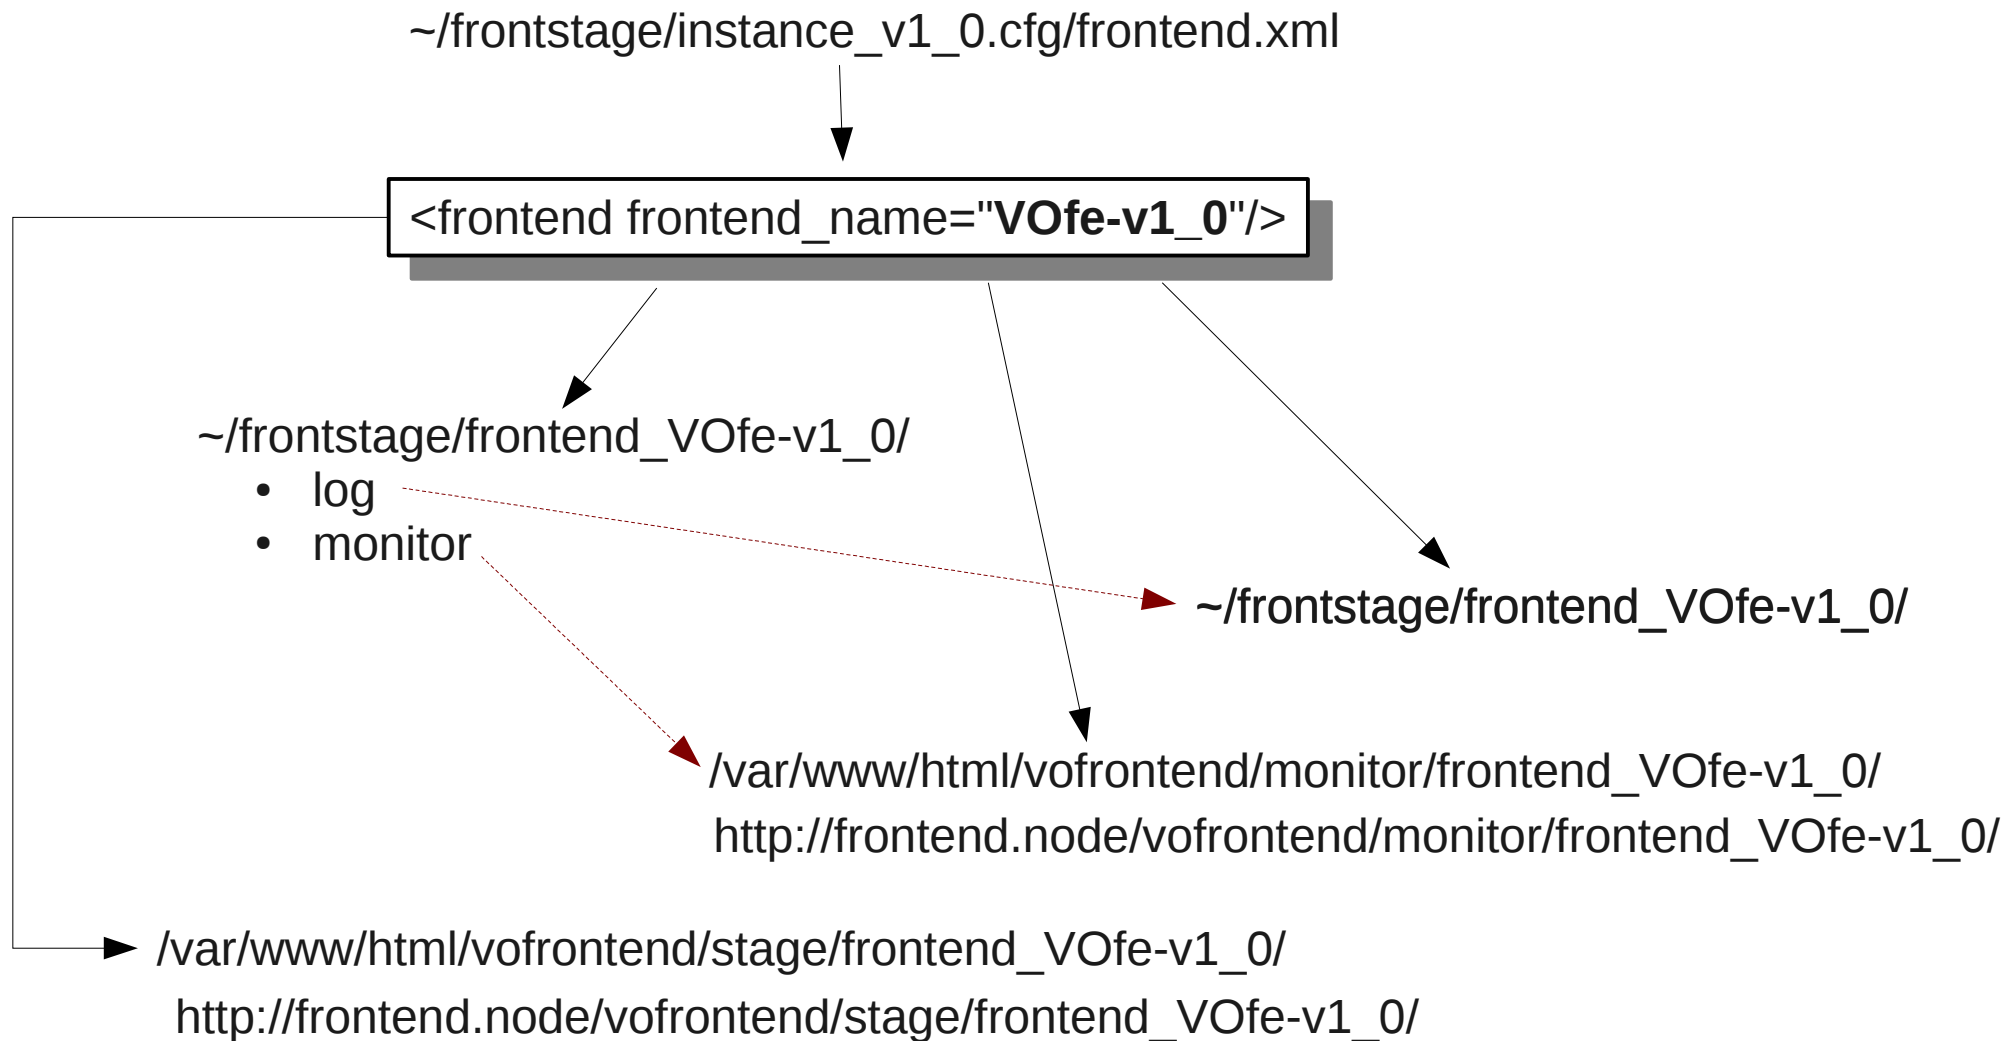 ~/frontstage/instance_v1_0.cfg/frontend.xml
<frontend frontend_name="VOfe-v1_0"/>
~/frontstage/frontend_VOfe-v1_0/
• log
• monitor
~/frontstage/frontend_VOfe-v1_0/
/var/www/html/vofrontend/monitor/frontend_VOfe-v1_0/
http://frontend.node/vofrontend/monitor/frontend_VOfe-v1_0/
/var/www/html/vofrontend/stage/frontend_VOfe-v1_0/
http://frontend.node/vofrontend/stage/frontend_VOfe-v1_0/